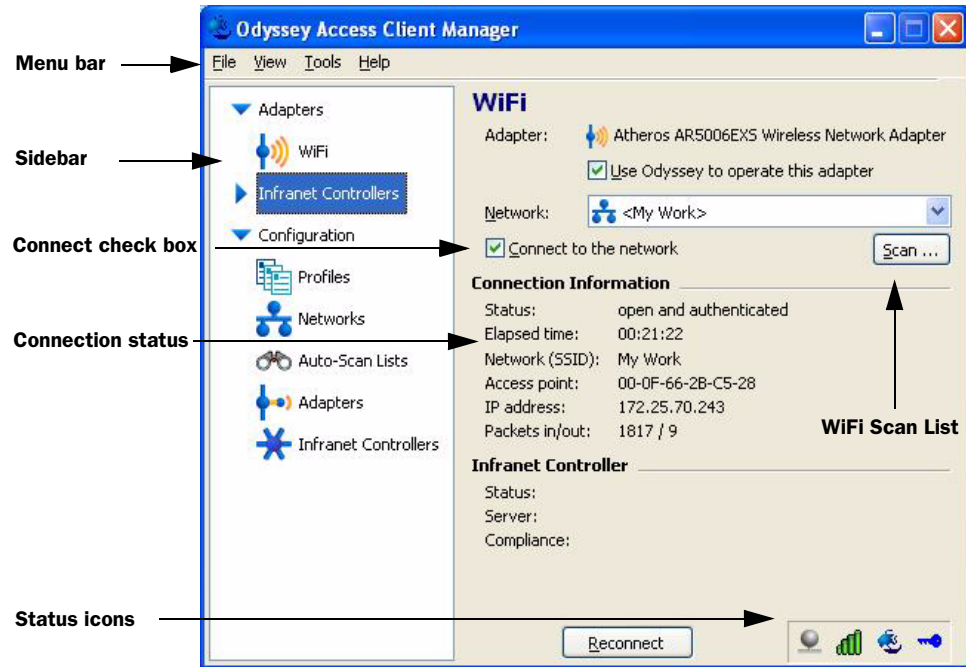 Odyssey Access Client Manager
Menu bar
File View Tools Help
Adapters
WiFi
Sidebar
Infranet Controllers
Connect check box
Configuration
Profiles
Networks
Connection status
Auto-Scan Lists
Adapters
Infranet Controllers
WiFi
Adapter: Atheros AR5006EXS Wireless Network Adapter
Use Odyssey to operate this adapter
Network: <My Work>
Connect to the network
Scan ...
Connection Information
Status: open and authenticated
Elapsed time: 00:21:22
Network (SSID): My Work
Access point: 00-0F-66-2B-C5-28
IP address: 172.25.70.243
Packets in/out: 1817 / 9
WiFi Scan List
Infranet Controller
Status:
Server:
Compliance:
Status icons
Reconnect